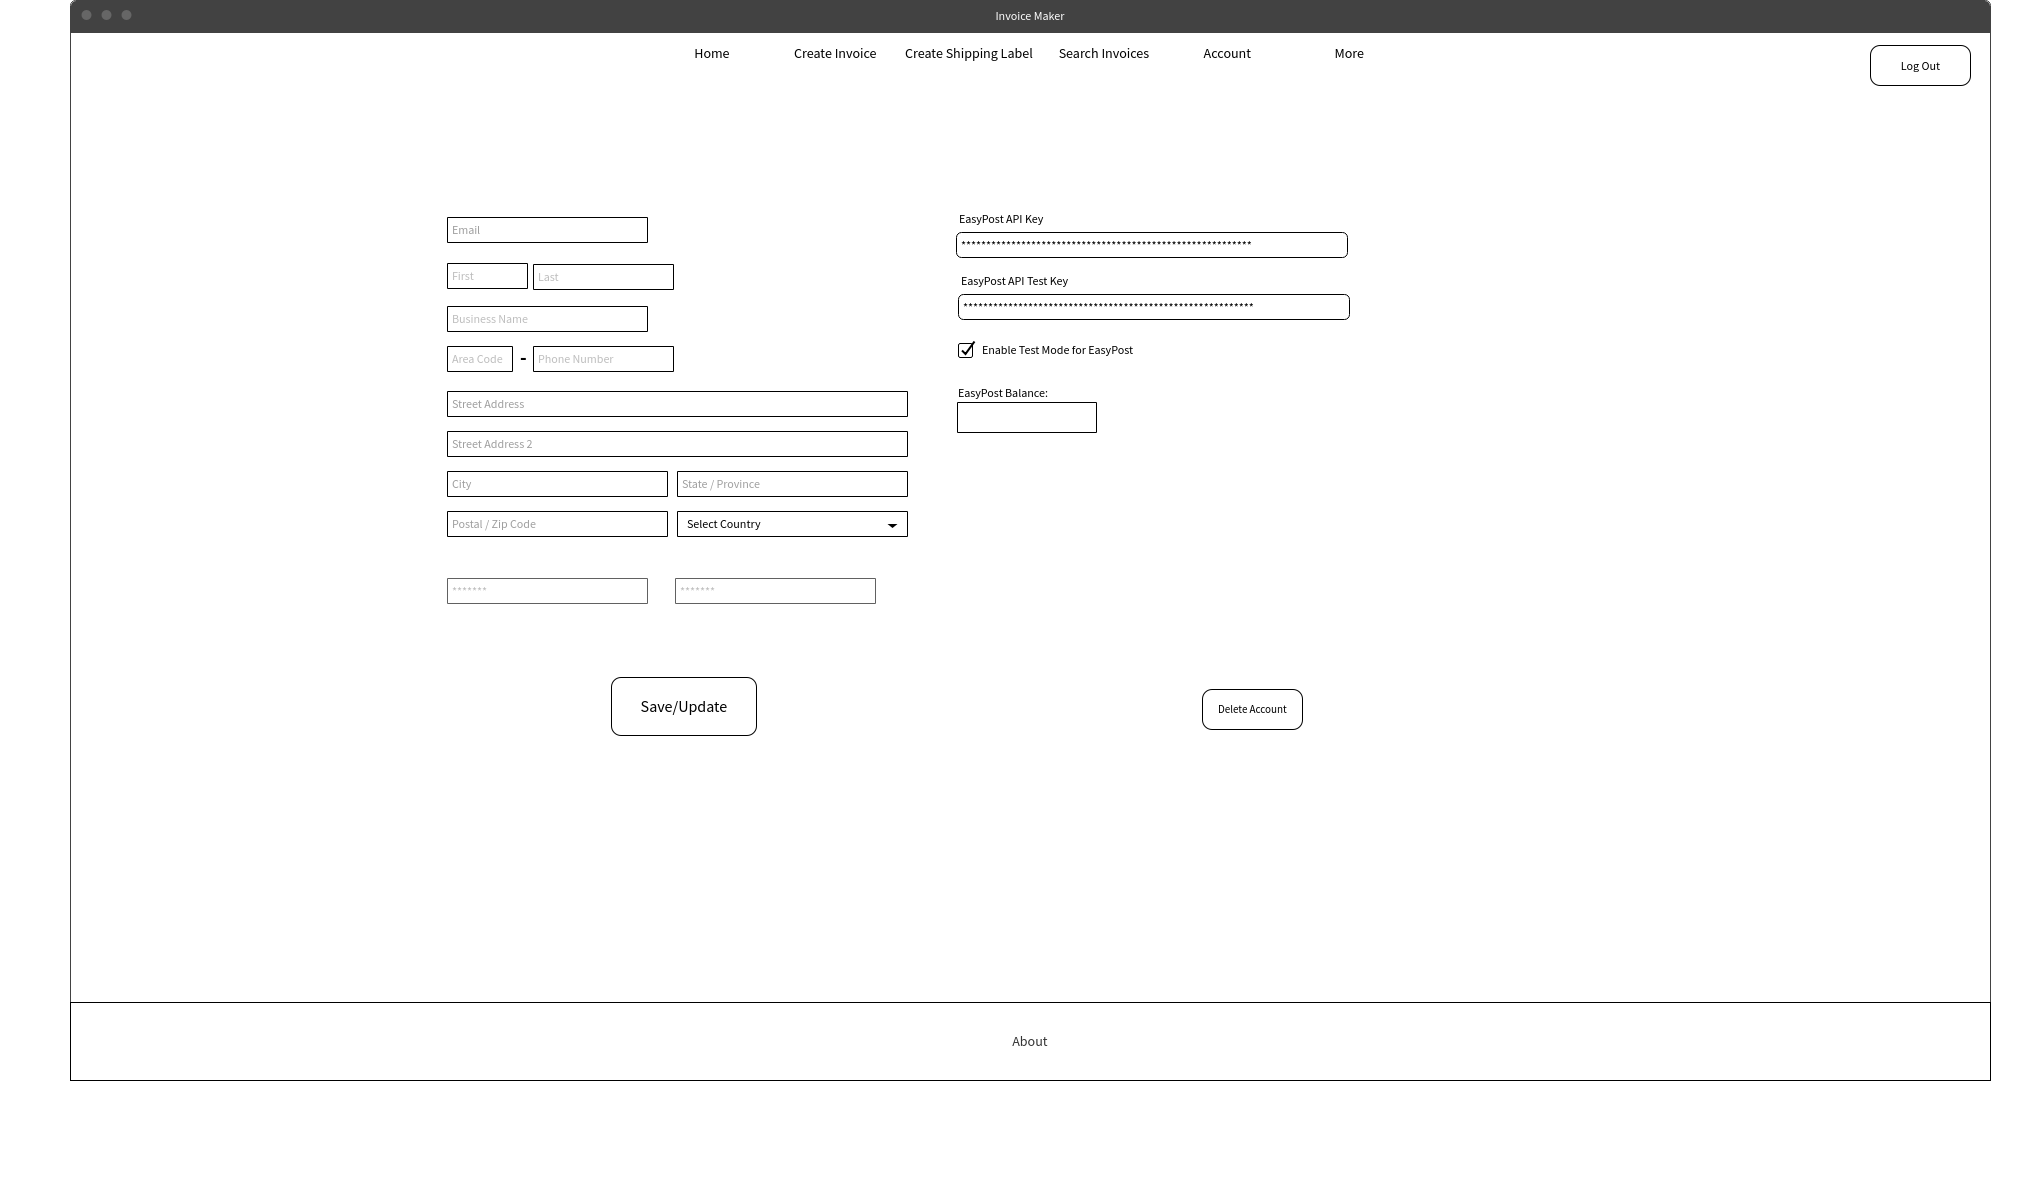 Invoice Maker
Home Create Invoice Create Shipping Label Search Invoices Account More
Log Out
Email
First Last
Business Name
Area Code - Phone Number
Street Address
Street Address 2
City State / Province
Postal / Zip Code Select Country
******* *******
EasyPost API Key
**********************************************************
EasyPost API Test Key
**********************************************************
Enable Test Mode for EasyPost
EasyPost Balance:
Save/Update
Delete Account
About